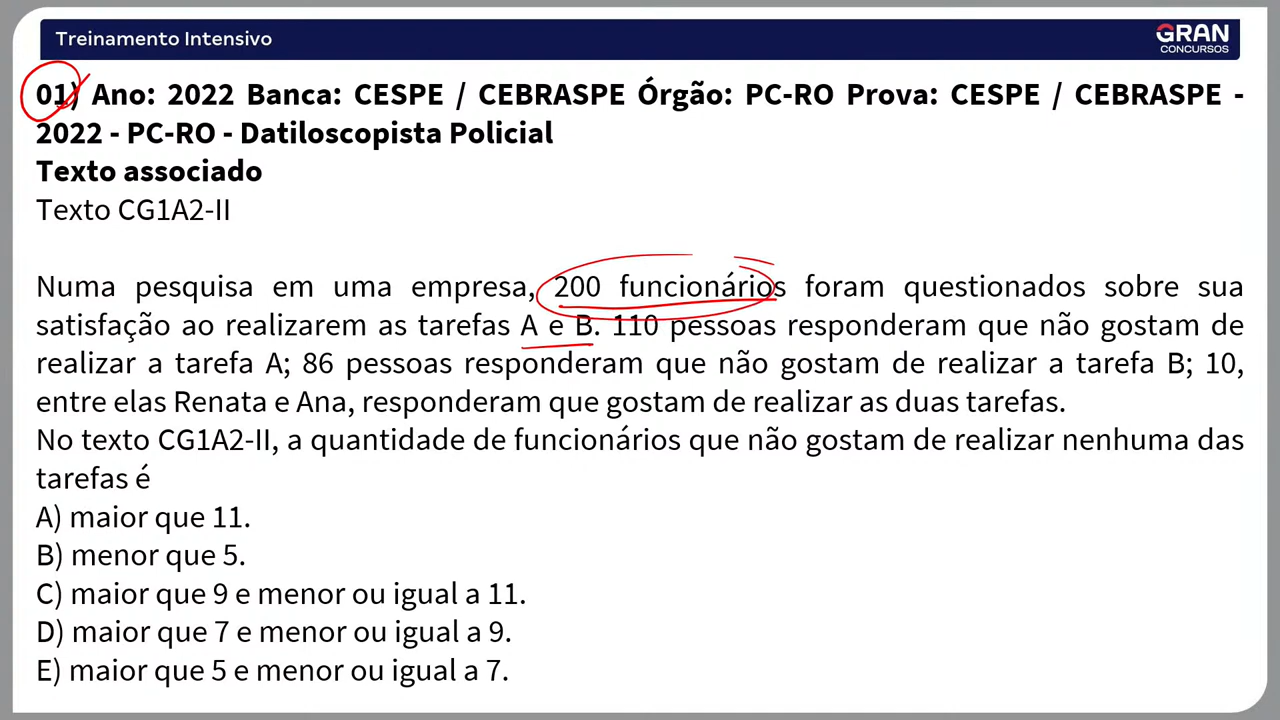 Treinamento Intensivo
GRAN
CONCURSOS
01) Ano: 2022 Banca: CESPE / CEBRASPE Órgão: PC-RO Prova: CESPE / CEBRASPE -
2022 - PC-RO - Datiloscopista Policial
Texto associado
Texto CG1A2-II
Numa pesquisa em uma empresa, 200 funcionários foram questionados sobre sua
satisfação ao realizarem as tarefas A e B. 110 pessoas responderam que não gostam de
realizar a tarefa A; 86 pessoas responderam que não gostam de realizar a tarefa B; 10,
entre elas Renata e Ana, responderam que gostam de realizar as duas tarefas.
No texto CG1A2-II, a quantidade de funcionários que não gostam de realizar nenhuma das
tarefas é
A) maior que 11.
B) menor que 5.
C) maior que 9 e menor ou igual a 11.
D) maior que 7 e menor ou igual a 9.
E) maior que 5 e menor ou igual a 7.